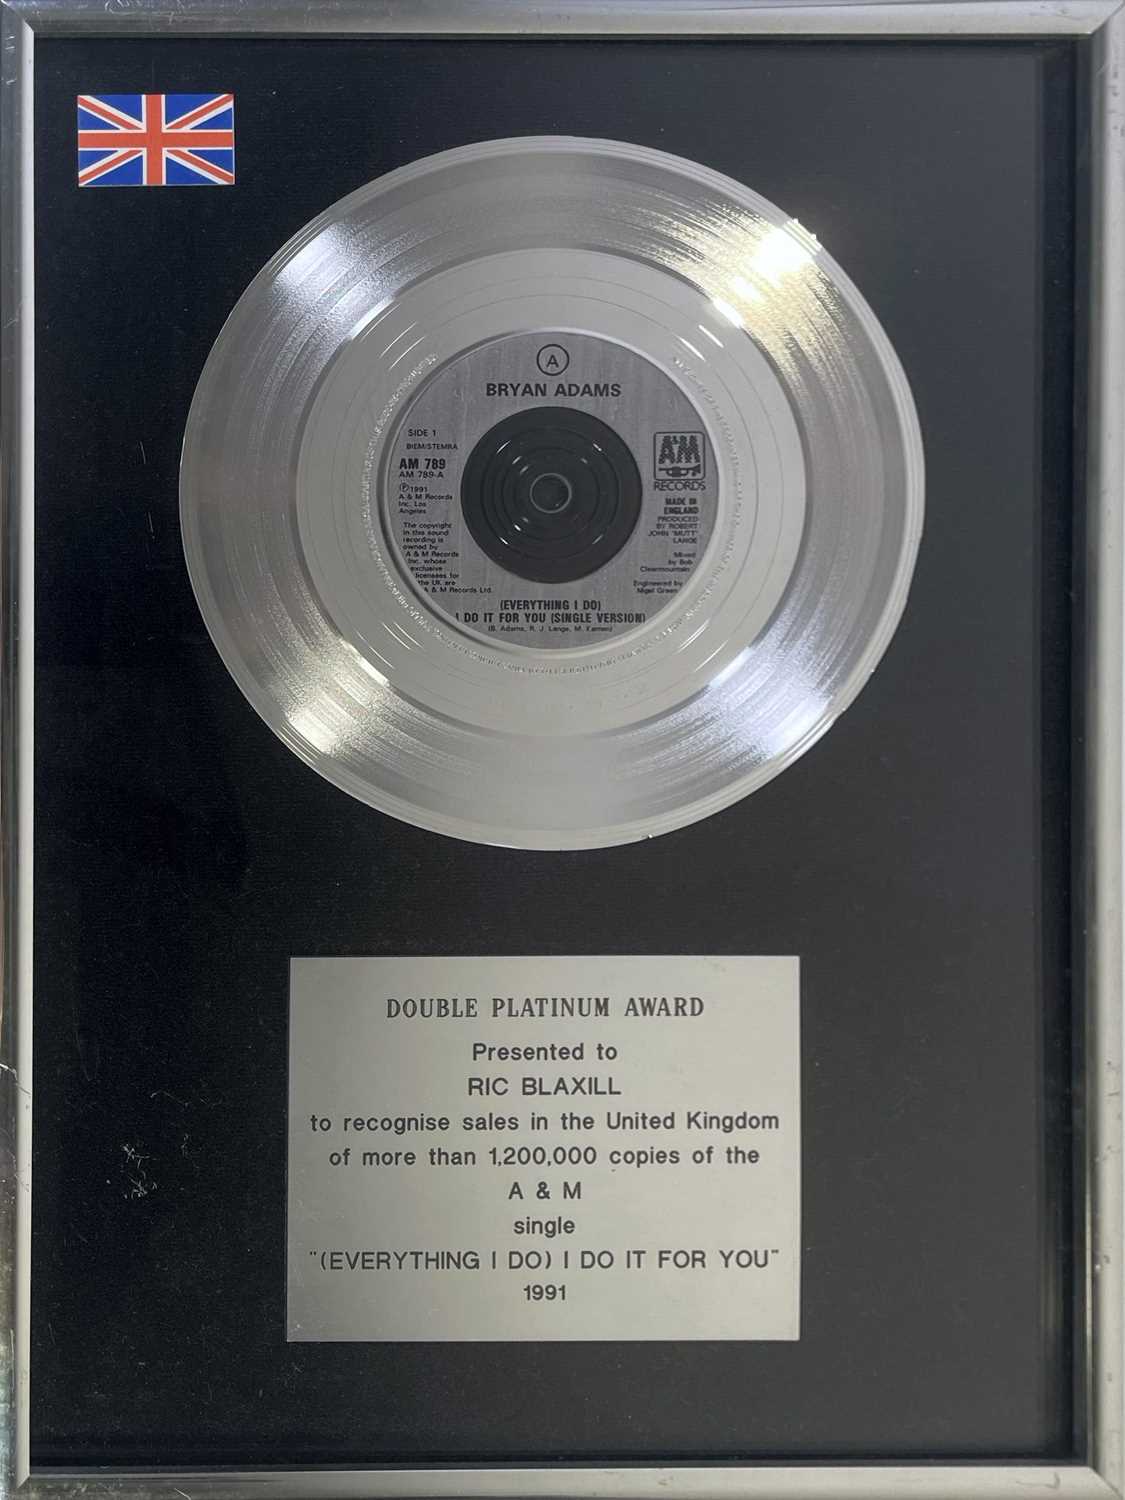 A
BRYAN ADAMS
SIDE 1
BIEM/STEMRA
AM 789
AM 789-A
℗1991
A & M Records
Inc. Los
Angeles
The copyright
in this sound
recording is
owned by
A & M Records
Inc. whose
exclusive
licensees for
the UK are
A & M Records Ltd.
A&M
RECORDS
MADE IN
ENGLAND
PRODUCED
BY ROBERT
JOHN "MUTT"
LANGE
Mixed
by Bob
Clearmountain
Engineered by
Nigel Green
(EVERYTHING I DO)
I DO IT FOR YOU (SINGLE VERSION)
(B. Adams, R. J. Lange, M. Kamen)
DOUBLE PLATINUM AWARD
Presented to
RIC BLAXILL
to recognise sales in the United Kingdom
of more than 1,200,000 copies of the
A & M
single
"(EVERYTHING I DO) I DO IT FOR YOU"
1991